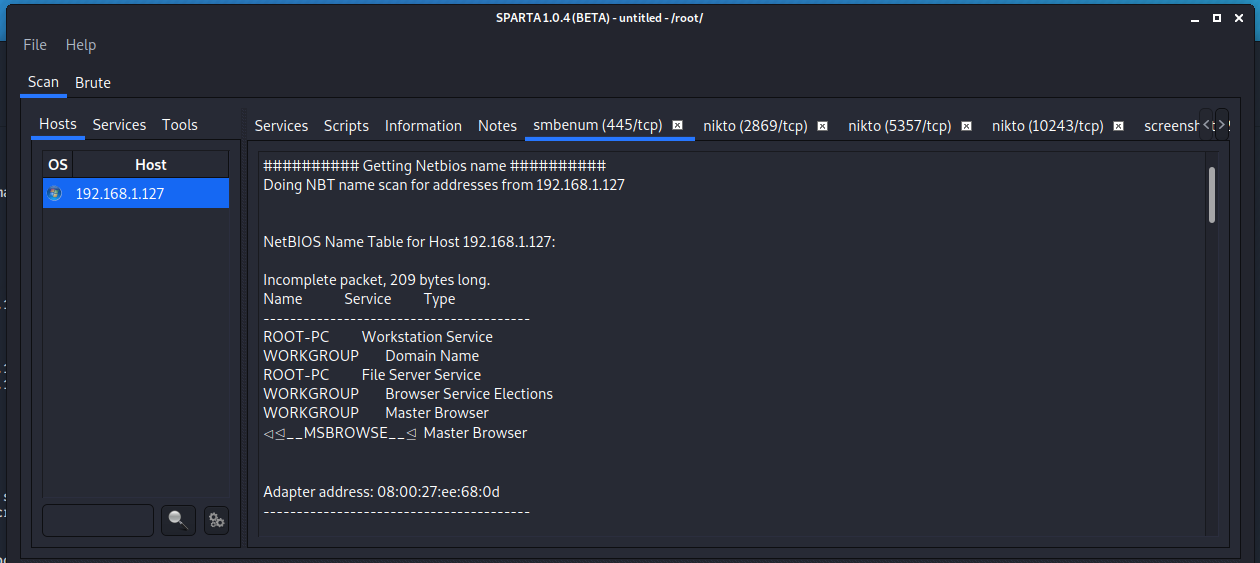 SPARTA 1.0.4 (BETA) - untitled - /root/
File Help
Scan Brute
Hosts Services Tools
Services Scripts Information Notes smbenum (445/tcp) nikto (2869/tcp) nikto (5357/tcp) nikto (10243/tcp)
OS Host
192.168.1.127
########## Getting Netbios name ##########
Doing NBT name scan for addresses from 192.168.1.127
NetBIOS Name Table for Host 192.168.1.127:
Incomplete packet, 209 bytes long.
Name Service Type
----------------------------------------
ROOT-PC Workstation Service
WORKGROUP Domain Name
ROOT-PC File Server Service
WORKGROUP Browser Service Elections
WORKGROUP Master Browser
__MSBROWSE__ Master Browser
Adapter address: 08:00:27:ee:68:0d
----------------------------------------